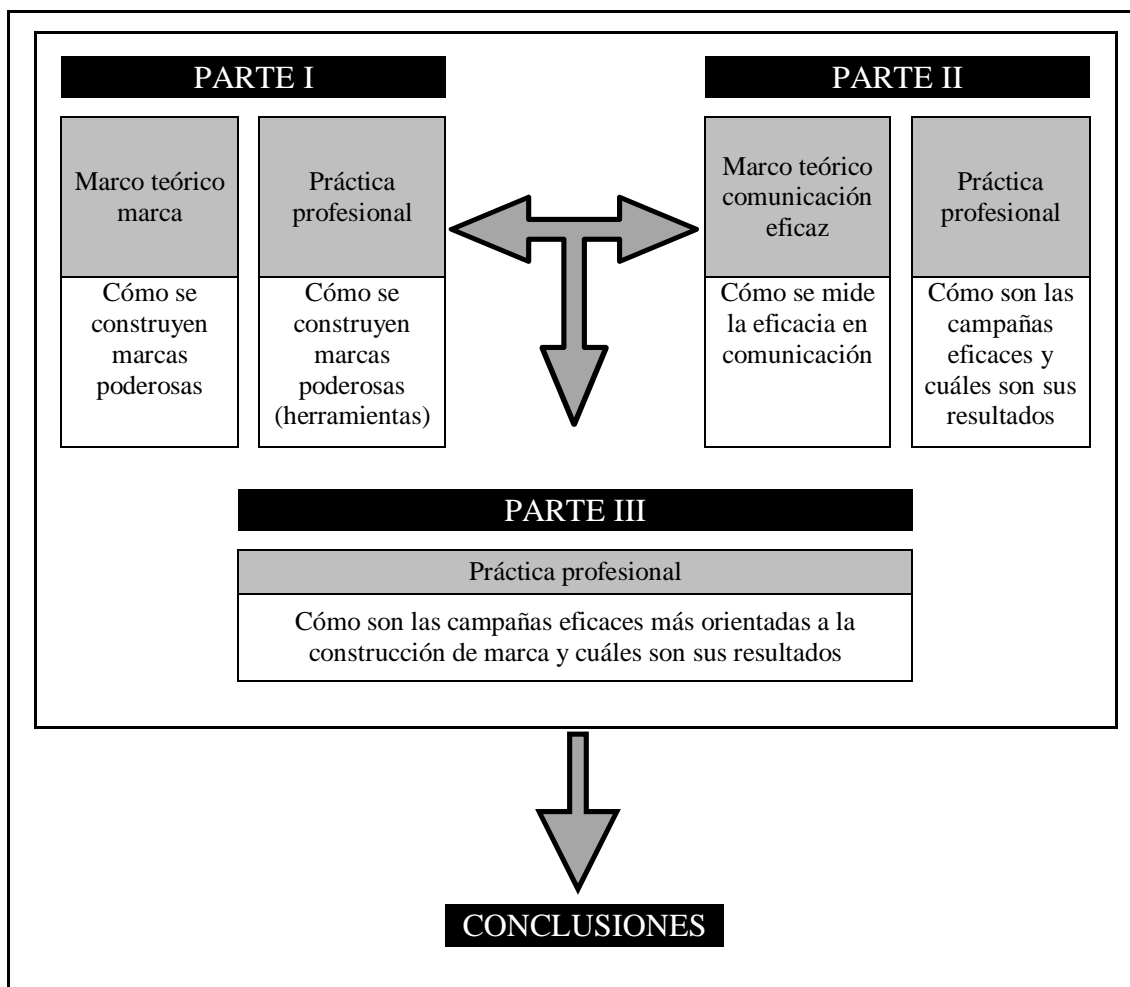 PARTE I
Marco teórico
marca
Cómo se
construyen
marcas
poderosas
Práctica
profesional
Cómo se
construyen
marcas
poderosas
(herramientas)
PARTE II
Marco teórico
comunicación
eficaz
Cómo se mide
la eficacia en
comunicación
Práctica
profesional
Cómo son las
campañas
eficaces y
cuáles son sus
resultados
PARTE III
Práctica profesional
Cómo son las campañas eficaces más orientadas a la
construcción de marca y cuáles son sus resultados
CONCLUSIONES